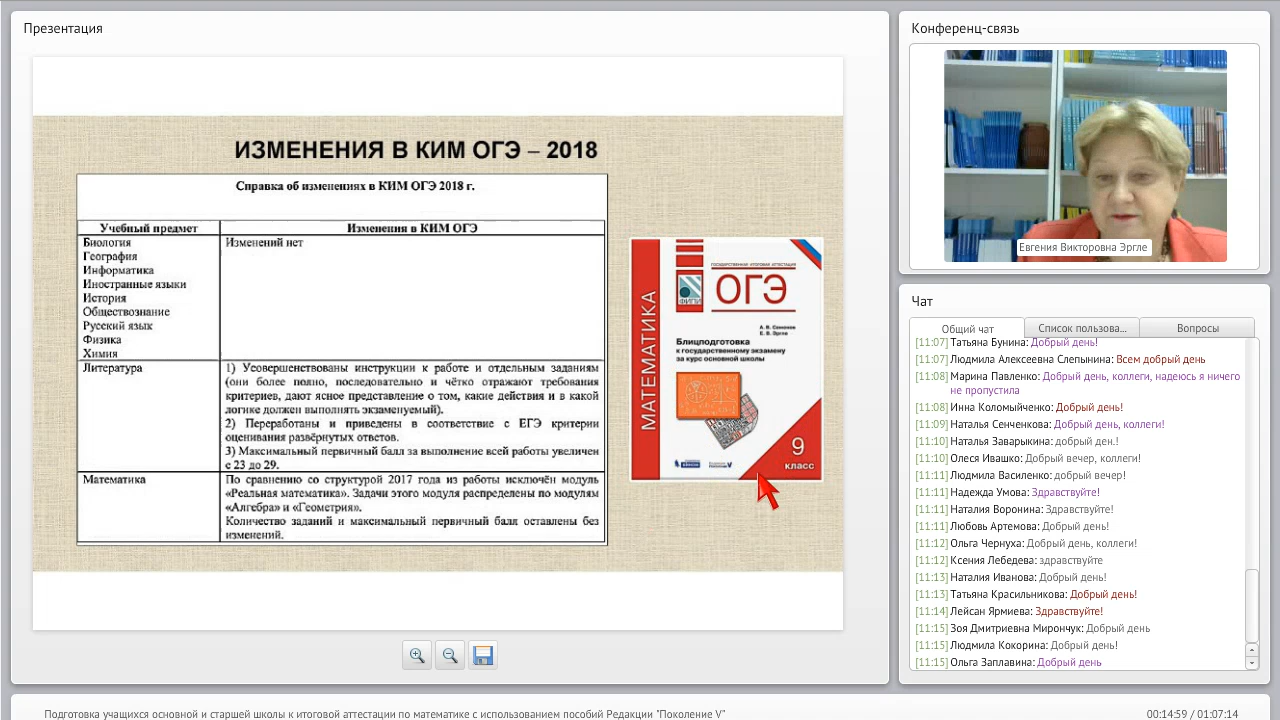 Презентация
ИЗМЕНЕНИЯ В КИМ ОГЭ – 2018
Справка об изменениях в КИМ ОГЭ 2018 г.
Учебный предмет
Изменения в КИМ ОГЭ
Биология
География
Информатика
Иностранные языки
История
Обществознание
Русский язык
Физика
Химия
Изменений нет
Литература
1) Усовершенствованы инструкции к работе и отдельным заданиям
(они более полно, последовательно и чётко отражают требования
критериев, дают ясное представление о том, какие действия и в какой
логике должен выполнять экзаменуемый).
2) Переработаны и приведены в соответствие с ЕГЭ критерии
оценивания развёрнутых ответов.
3) Максимальный первичный балл за выполнение всей работы увеличен
с 23 до 29.
Математика
По сравнению со структурой 2017 года из работы исключён модуль
«Реальная математика». Задачи этого модуля распределены по модулям
«Алгебра» и «Геометрия».
Количество заданий и максимальный первичный балл оставлены без
изменений.
МАТЕМАТИКА
ГОСУДАРСТВЕННАЯ ИТОГОВАЯ АТТЕСТАЦИЯ
ФИПИ
ОГЭ
А. В. Семенов
Е. В. Эргле
Блицподготовка
к государственному экзамену
за курс основной школы
9
класс
Конференц-связь
Евгения Викторовна Эргле
Чат
Общий чат
Список пользова...
Вопросы
[11:07] Татьяна Бунина: Добрый день!
[11:07] Людмила Алексеевна Слепынина: Всем добрый день
[11:08] Марина Павленко: Добрый день, коллеги, надеюсь я ничего
не пропустила
[11:08] Инна Коломыйченко: Добрый день!
[11:09] Наталья Сенченкова: Добрый день, коллеги!
[11:10] Наталья Заварыкина: добрый ден.!
[11:10] Олеся Ивашко: Добрый вечер, коллеги!
[11:11] Людмила Василенко: добрый вечер!
[11:11] Надежда Умова: Здравствуйте!
[11:11] Наталия Воронина: Здравствуйте!
[11:11] Любовь Артемова: Добрый день!
[11:12] Ольга Чернуха: Добрый день, коллеги!
[11:12] Ксения Лебедева: здравствуйте
[11:13] Наталия Иванова: Добрый день!
[11:13] Татьяна Красильникова: Добрый день!
[11:14] Лейсан Ярмиева: Здравствуйте!
[11:15] Зоя Дмитриевна Мирончук: Добрый день
[11:15] Людмила Кокорина: Добрый день!
[11:15] Ольга Заплавина: Добрый день
Подготовка учащихся основной и старшей школы к итоговой аттестации по математике с использованием пособий Редакции "Поколение V"
00:14:59 / 01:07:14